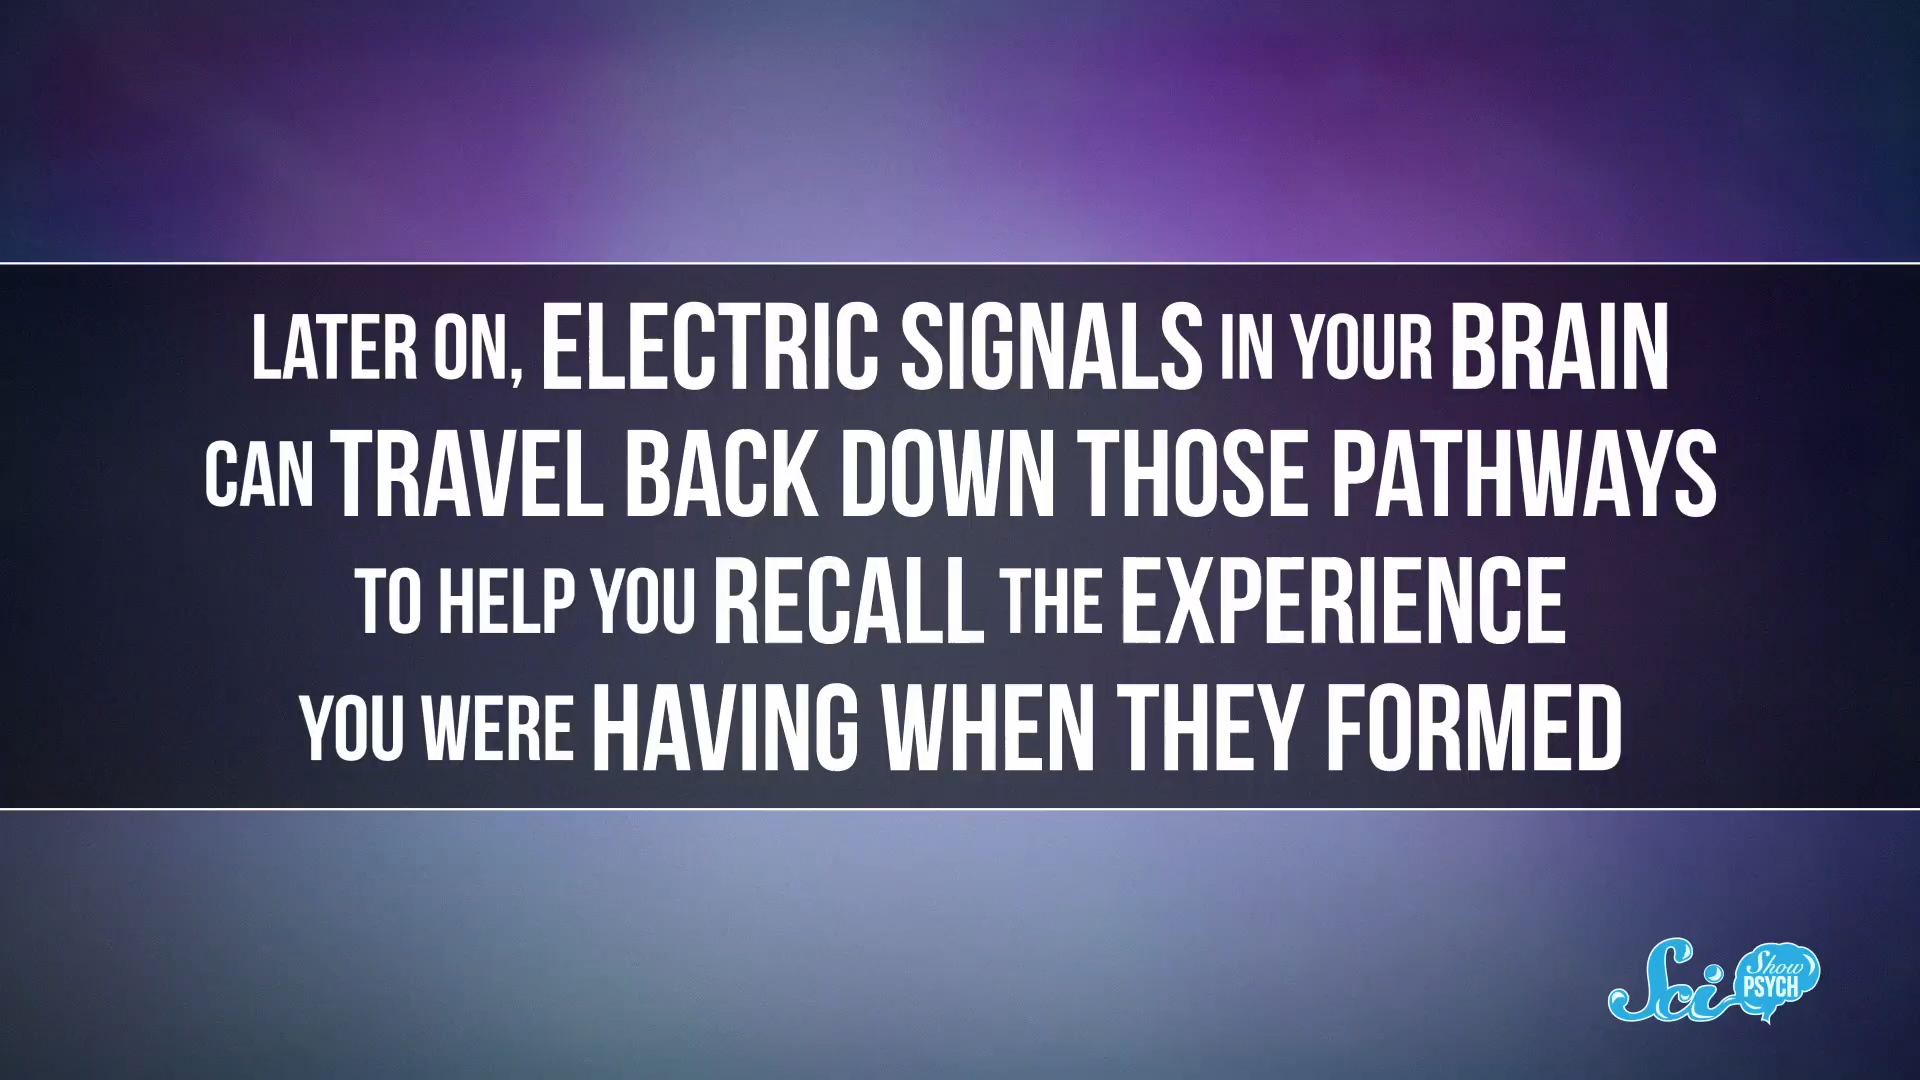 LATER ON, ELECTRIC SIGNALS IN YOUR BRAIN
CAN TRAVEL BACK DOWN THOSE PATHWAYS
TO HELP YOU RECALL THE EXPERIENCE
YOU WERE HAVING WHEN THEY FORMED
Sci Show
PSYCH